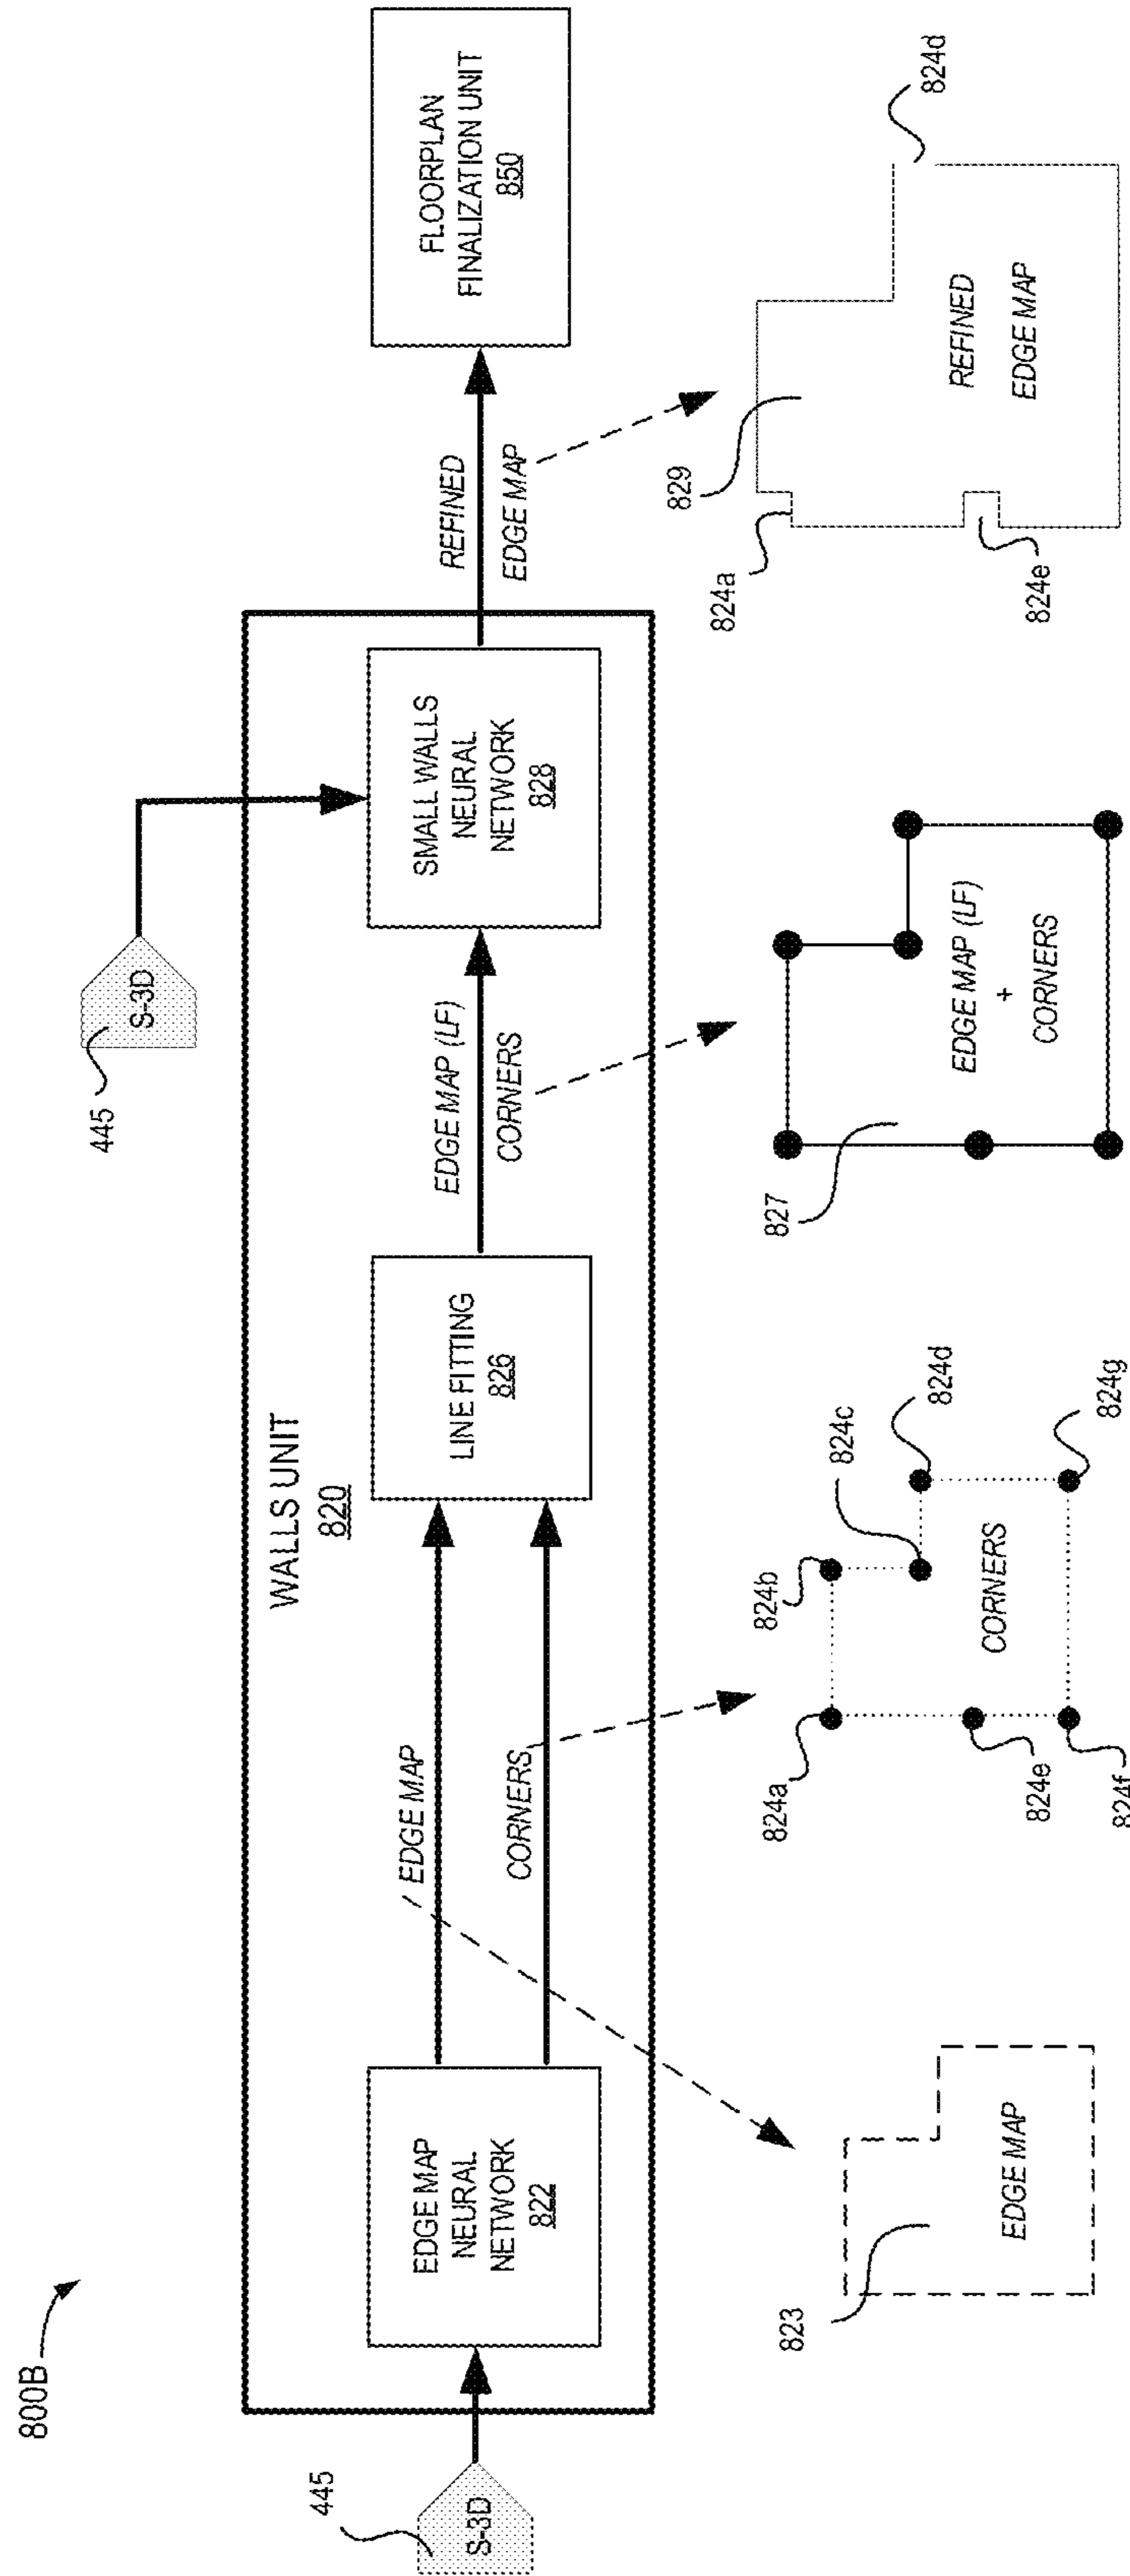 800B
445
S-3D
WALLS UNIT
820
EDGE MAP
NEURAL
NETWORK
822
EDGE MAP
CORNERS
LINE FITTING
826
EDGE MAP (LF)
CORNERS
445
S-3D
SMALL WALLS
NEURAL
NETWORK
828
REFINED
EDGE MAP
FLOORPLAN
FINALIZATION UNIT
850
823
EDGE MAP
824a
824b
824c
824d
824e
824f
824g
CORNERS
827
EDGE MAP (LF)
+
CORNERS
829
824a
824e
824d
REFINED
EDGE MAP